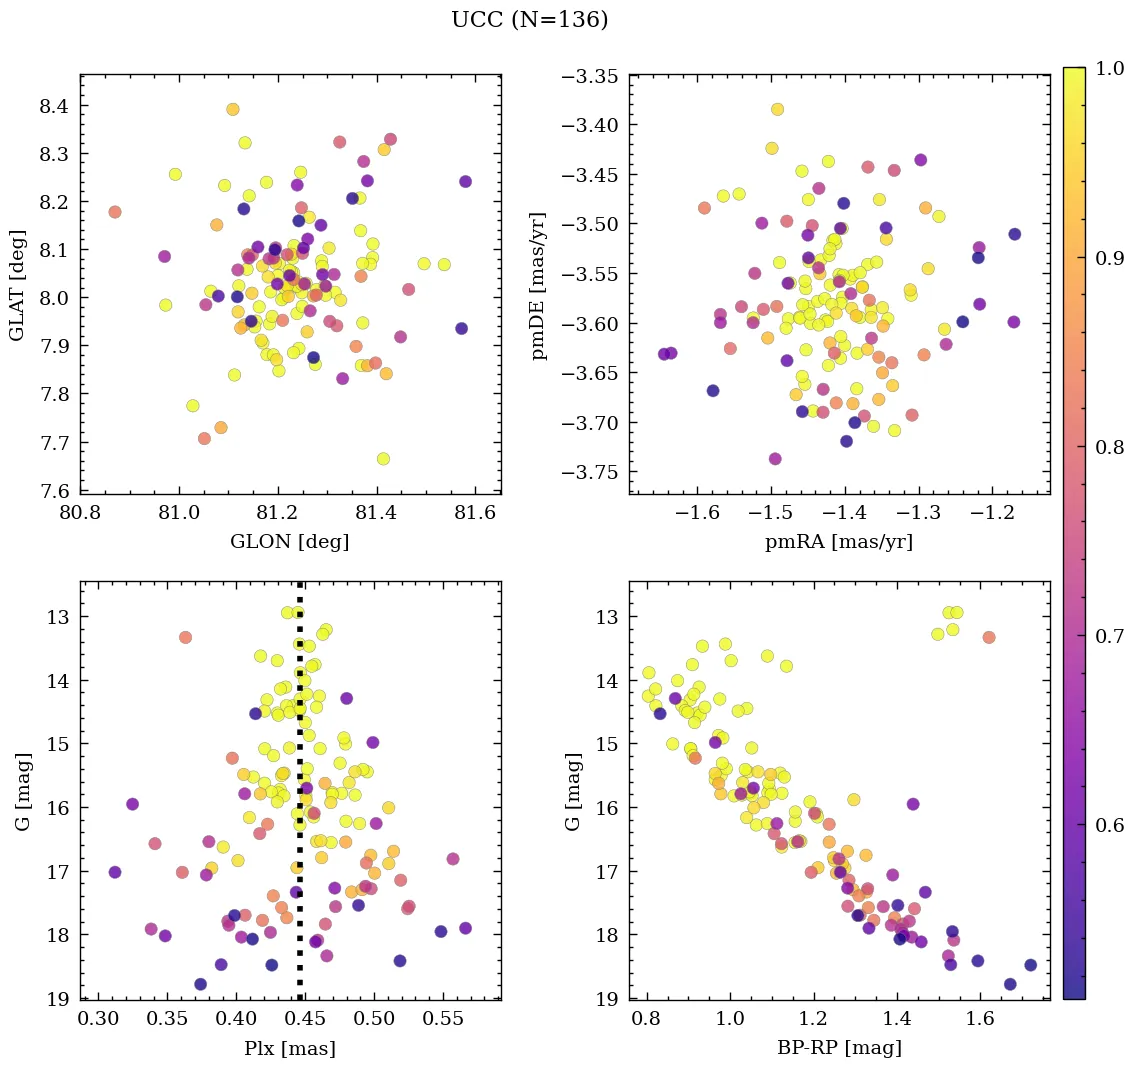 UCC (N=136)
8.4
8.3
8.2
8.1
8.0
7.9
7.8
7.7
7.6
GLAT [deg]
80.8 81.0 81.2 81.4 81.6
GLON [deg]
−3.35
−3.40
−3.45
−3.50
−3.55
−3.60
−3.65
−3.70
−3.75
pmDE [mas/yr]
−1.6 −1.5 −1.4 −1.3 −1.2
pmRA [mas/yr]
1.0
0.9
0.8
0.7
0.6
13
14
15
16
17
18
19
G [mag]
0.30 0.35 0.40 0.45 0.50 0.55
Plx [mas]
13
14
15
16
17
18
19
G [mag]
0.8 1.0 1.2 1.4 1.6
BP-RP [mag]